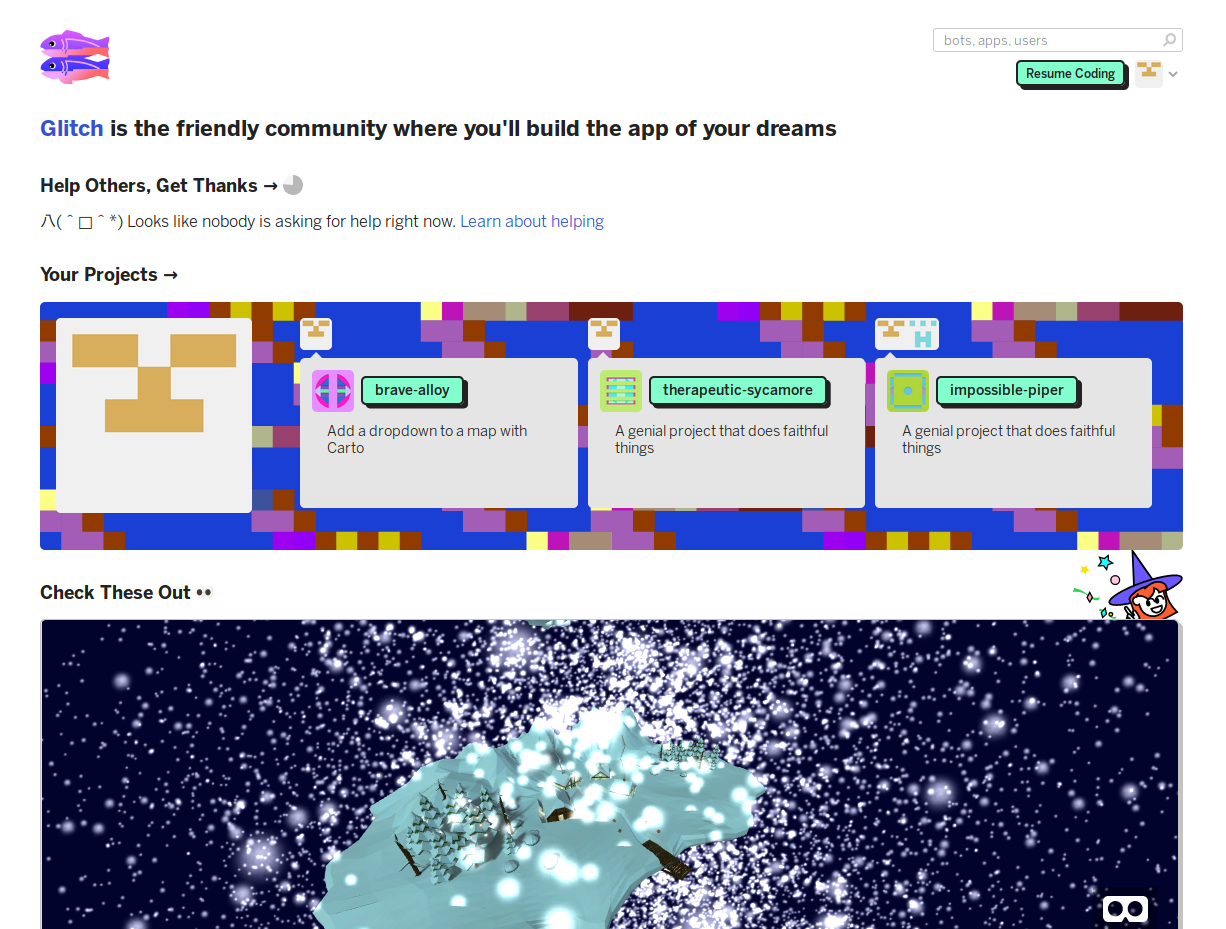 bots, apps, users
Resume Coding
Glitch is the friendly community where you'll build the app of your dreams
Help Others, Get Thanks →
八(＾□＾*) Looks like nobody is asking for help right now. Learn about helping
Your Projects →
brave-alloy
Add a dropdown to a map with
Carto
therapeutic-sycamore
A genial project that does faithful
things
impossible-piper
A genial project that does faithful
things
Check These Out